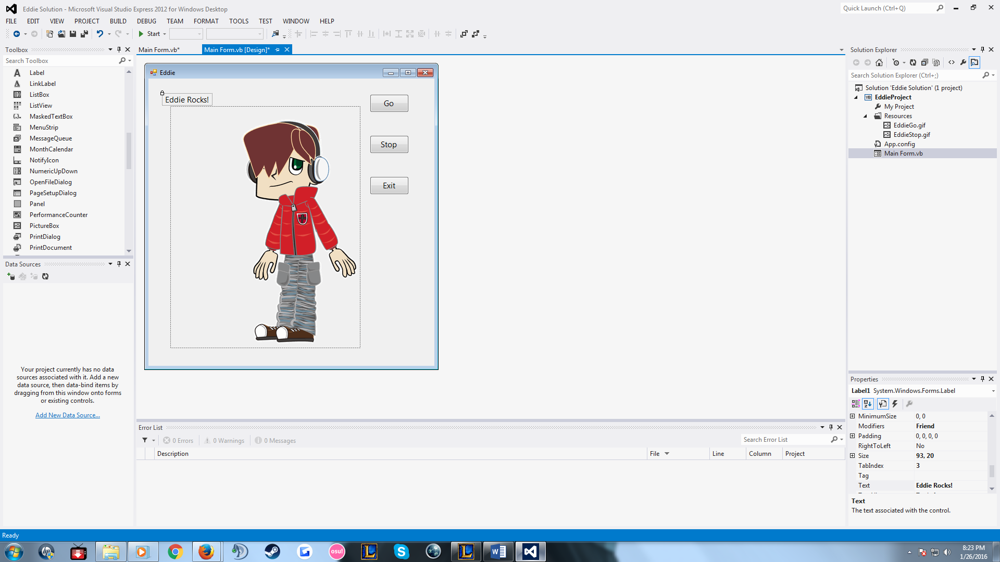 Eddie Solution - Microsoft Visual Studio Express 2012 for Windows Desktop
Quick Launch (Ctrl+Q)
FILE EDIT VIEW PROJECT BUILD DEBUG TEAM FORMAT TOOLS TEST WINDOW HELP
Start
Toolbox
Search Toolbox
Label
LinkLabel
ListBox
ListView
MaskedTextBox
MenuStrip
MessageQueue
MonthCalendar
NotifyIcon
NumericUpDown
OpenFileDialog
PageSetupDialog
Panel
PerformanceCounter
PictureBox
PrintDialog
PrintDocument
Data Sources
Your project currently has no data
sources associated with it. Add a new
data source, then data-bind items by
dragging from this window onto forms
or existing controls.
Add New Data Source...
Main Form.vb*
Main Form.vb [Design]*
Eddie
Eddie Rocks!
Go
Stop
Exit
Error List
0 Errors
0 Warnings
0 Messages
Search Error List
Description File Line Column Project
Solution Explorer
Search Solution Explorer (Ctrl+;)
Solution 'Eddie Solution' (1 project)
VB EddieProject
My Project
Resources
EddieGo.gif
EddieStop.gif
App.config
Main Form.vb
Properties
Label1 System.Windows.Forms.Label
MinimumSize 0, 0
Modifiers Friend
Padding 0, 0, 0, 0
RightToLeft No
Size 93, 20
TabIndex 3
Tag
Text Eddie Rocks!
Text
The text associated with the control.
Ready
osu!
8:23 PM
1/26/2016